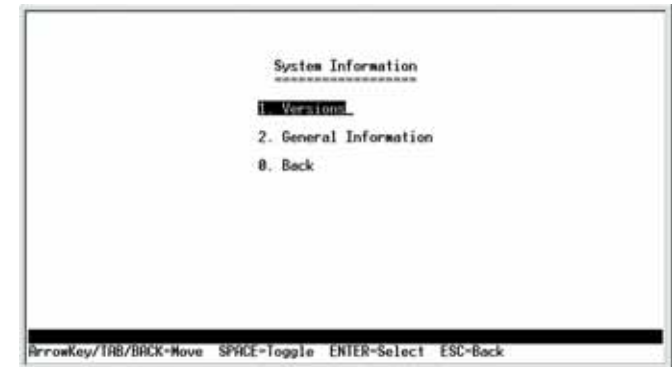 System Information
==================
1. Versions
2. General Information
0. Back
ArrowKey/TAB/BACK=Move SPACE=Toggle ENTER=Select ESC=Back